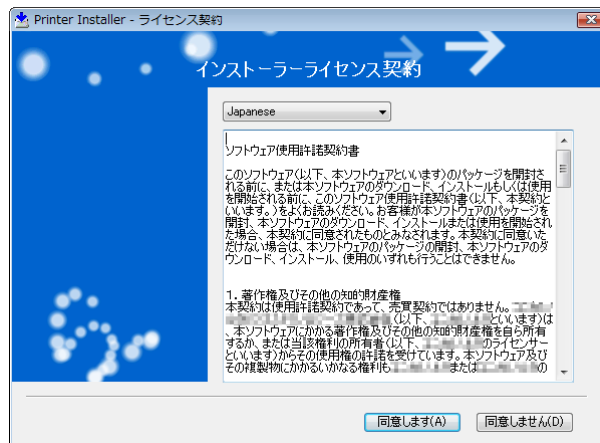 Printer Installer - ライセンス契約
インストーラーライセンス契約
Japanese
ソフトウェア使用許諾契約書
このソフトウェア(以下、本ソフトウェアといいます)のパッケージを開封さ
れる前に、または本ソフトウェアのダウンロード、インストールもしくは使用
を開始される前に、このソフトウェア使用許諾契約書(以下、本契約と
いいます。)をよくお読みください。お客様が本ソフトウェアのパッケージを
開封、本ソフトウェアのダウンロード、インストールまたは使用を開始され
た場合、本契約に同意されたものとみなされます。本契約に同意いた
だけない場合は、本ソフトウェアのパッケージの開封、本ソフトウェアのダ
ウンロード、インストール、使用のいずれも行うことはできません。
1. 著作権及びその他の知的財産権
本契約は使用許諾契約であって、売買契約ではありません。
(以下、といいます)は
、本ソフトウェアにかかる著作権及びその他の知的財産権を自ら所有
するか、または当該権利の所有者(以下、のライセンサー
といいます)からその使用権の許諾を受けています。本ソフトウェア及び
その複製物にかかるいかなる権利もまたはの
同意します(A)
同意しません(D)